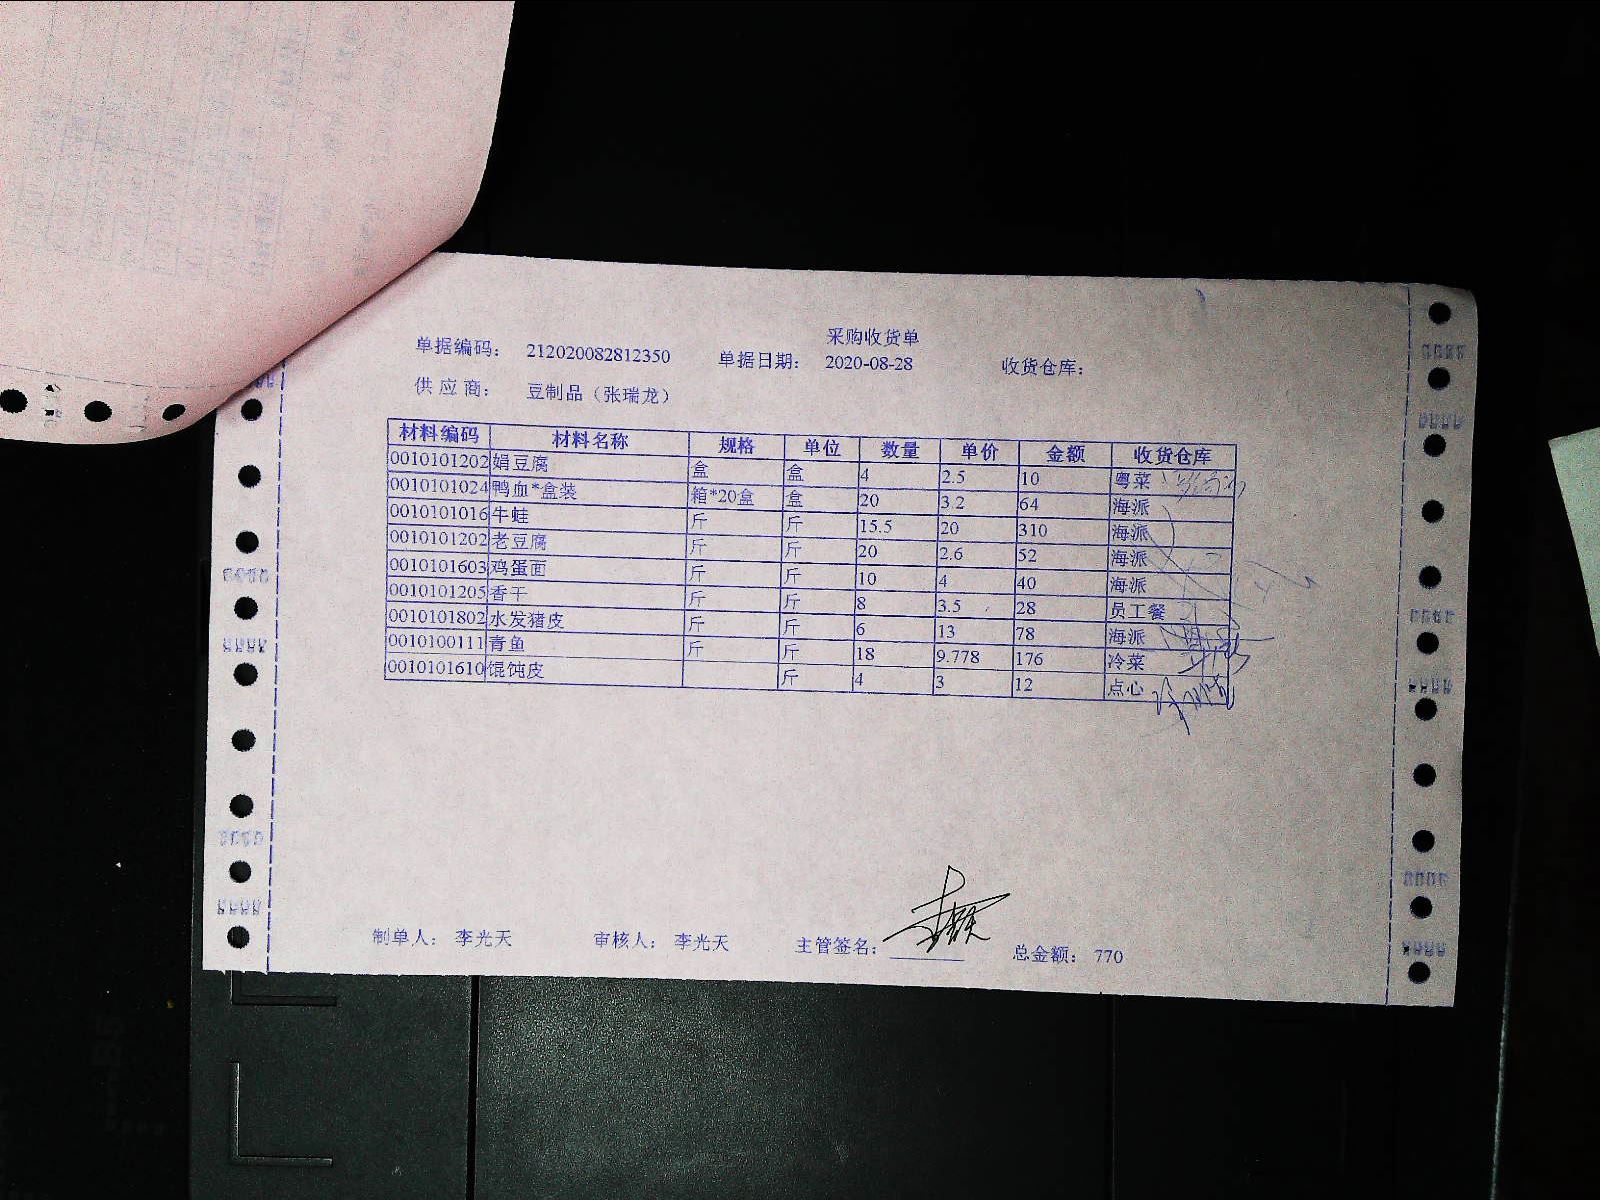 采购收货单
单据编码： 212020082812350 单据日期： 2020-08-28 收货仓库：
供 应 商： 豆制品（张瑞龙）
材料编码 材料名称 规格 单位 数量 单价 金额 收货仓库
0010101202 娟豆腐 盒 盒 4 2.5 10 粤菜
0010101024 鸭血*盒装 箱*20盒 盒 20 3.2 64 海派
0010101016 牛蛙 斤 斤 15.5 20 310 海派
0010101202 老豆腐 斤 斤 20 2.6 52 海派
0010101603 鸡蛋面 斤 斤 10 4 40 海派
0010101205 香干 斤 斤 8 3.5 28 员工餐
0010101802 水发猪皮 斤 斤 6 13 78 海派
0010100111 青鱼 斤 斤 18 9.778 176 冷菜
0010101610 馄饨皮 斤 4 3 12 点心
制单人： 李光天 审核人： 李光天 主管签名： 总金额： 770